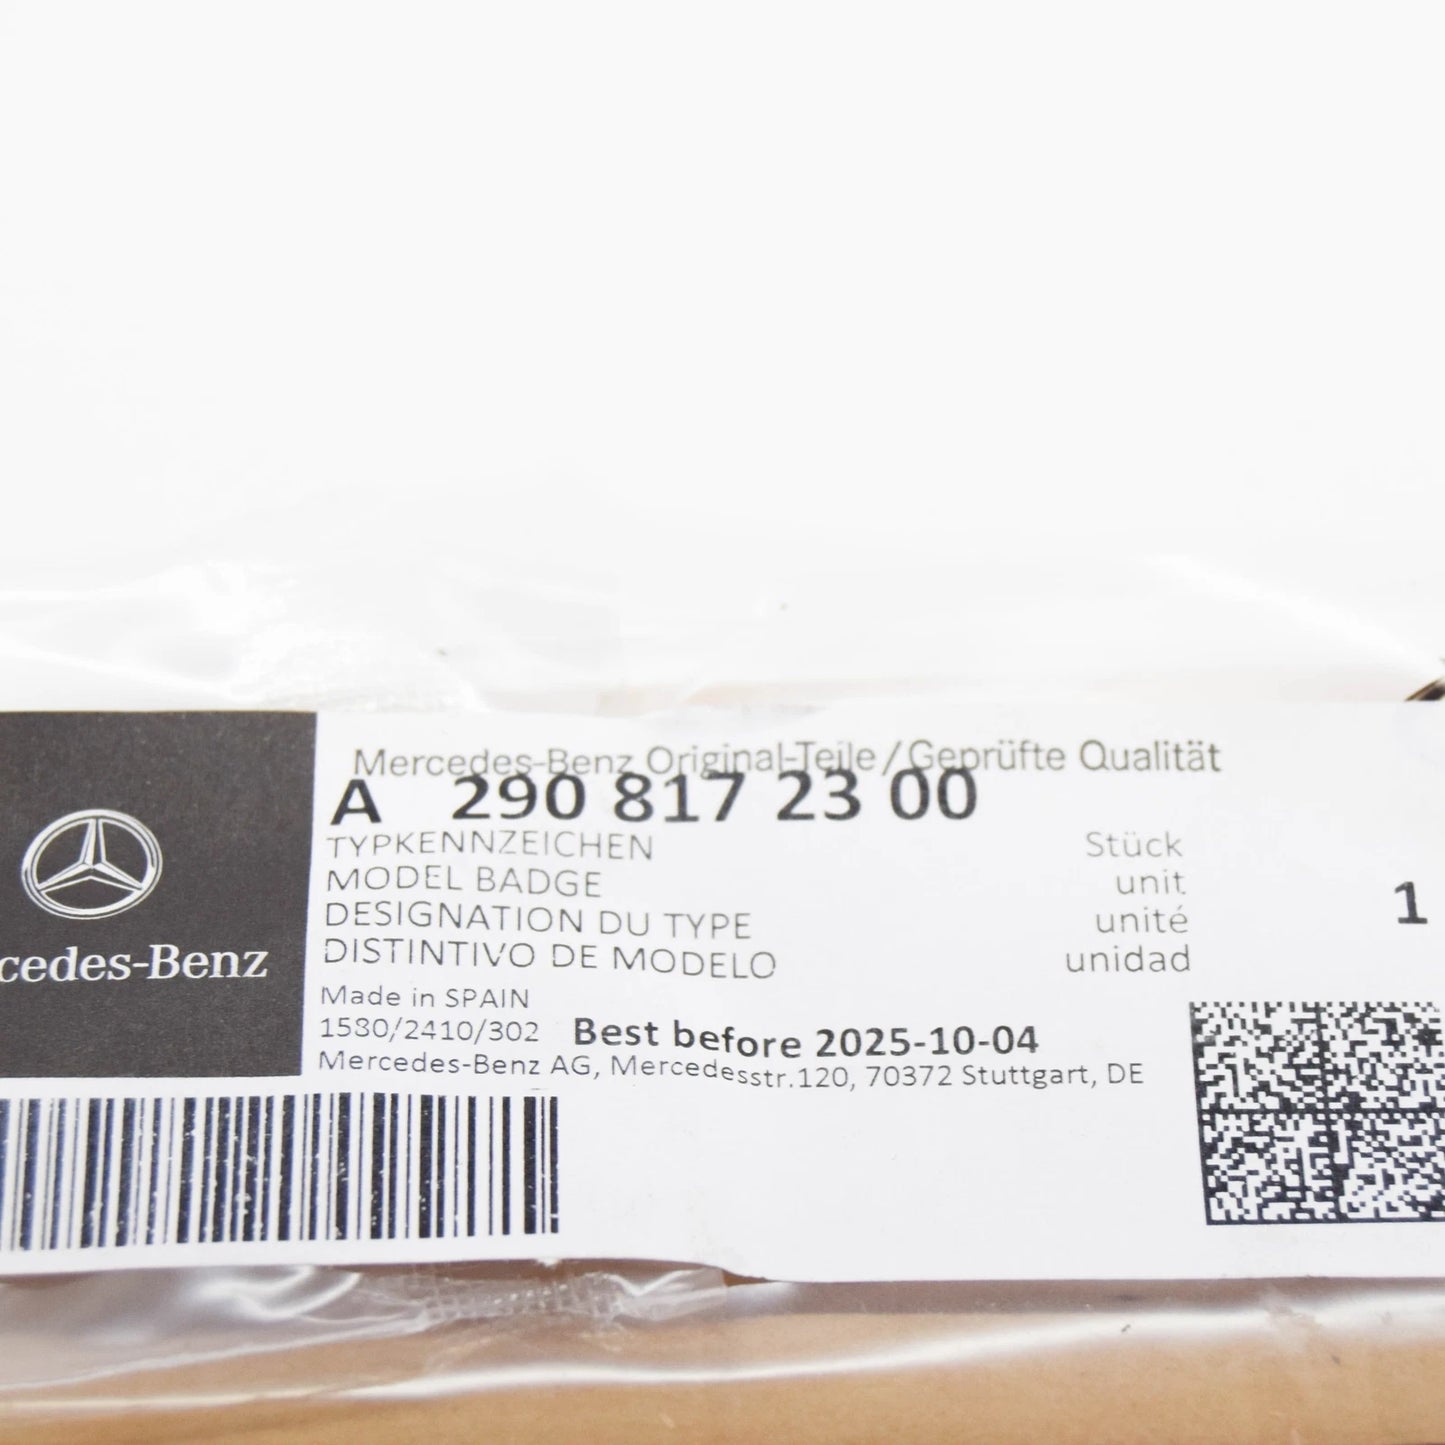 Mercedes-Benz Original-Teile/Geprüfte Qualität
A 290 817 23 00
TYPKENNZEICHEN
MODEL BADGE
DESIGNATION DU TYPE
DISTINTIVO DE MODELO
Stück
unit
unité
unidad
1
cedes-Benz
Made in SPAIN
1580/2410/302 Best before 2025-10-04
Mercedes-Benz AG, Mercedesstr.120, 70372 Stuttgart, DE